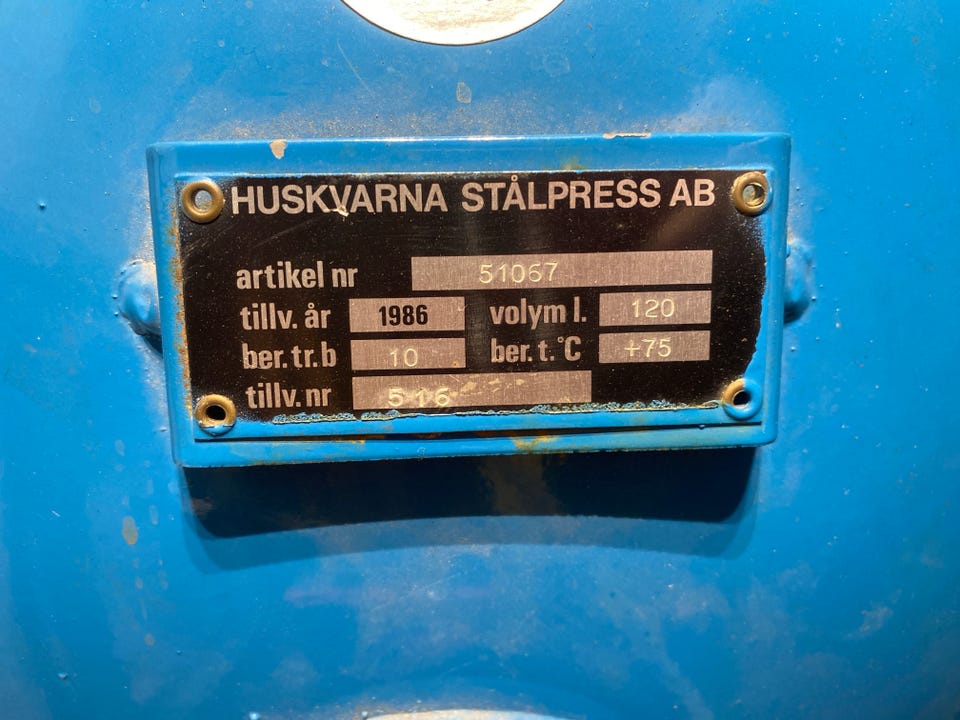 HUSKVARNA STÅLPRESS AB
artikel nr 51067
tillv. år 1986 volym l. 120
ber.tr.b 10 ber. t.°C +75
tillv. nr 516